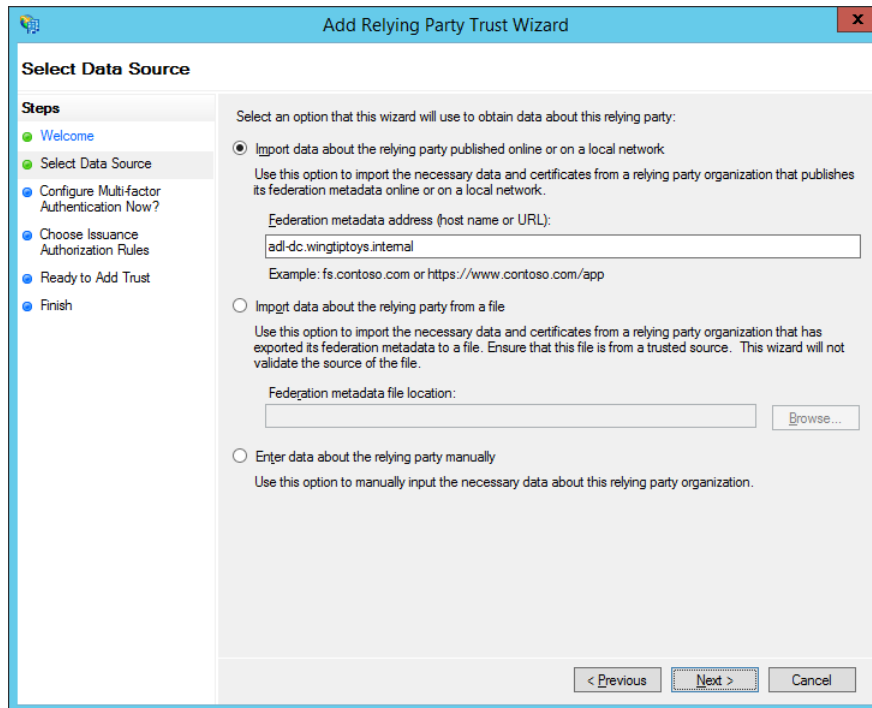 Add Relying Party Trust Wizard
x
Select Data Source
Steps
Welcome
Select Data Source
Configure Multi-factor
Authentication Now?
Choose Issuance
Authorization Rules
Ready to Add Trust
Finish
Select an option that this wizard will use to obtain data about this relying party:
Import data about the relying party published online or on a local network
Use this option to import the necessary data and certificates from a relying party organization that publishes
its federation metadata online or on a local network.
Federation metadata address (host name or URL):
adl-dc.wingtiptoys.internal
Example: fs.contoso.com or https://www.contoso.com/app
Import data about the relying party from a file
Use this option to import the necessary data and certificates from a relying party organization that has
exported its federation metadata to a file. Ensure that this file is from a trusted source.  This wizard will not
validate the source of the file.
Federation metadata file location:
Browse...
Enter data about the relying party manually
Use this option to manually input the necessary data about this relying party organization.
< Previous
Next >
Cancel